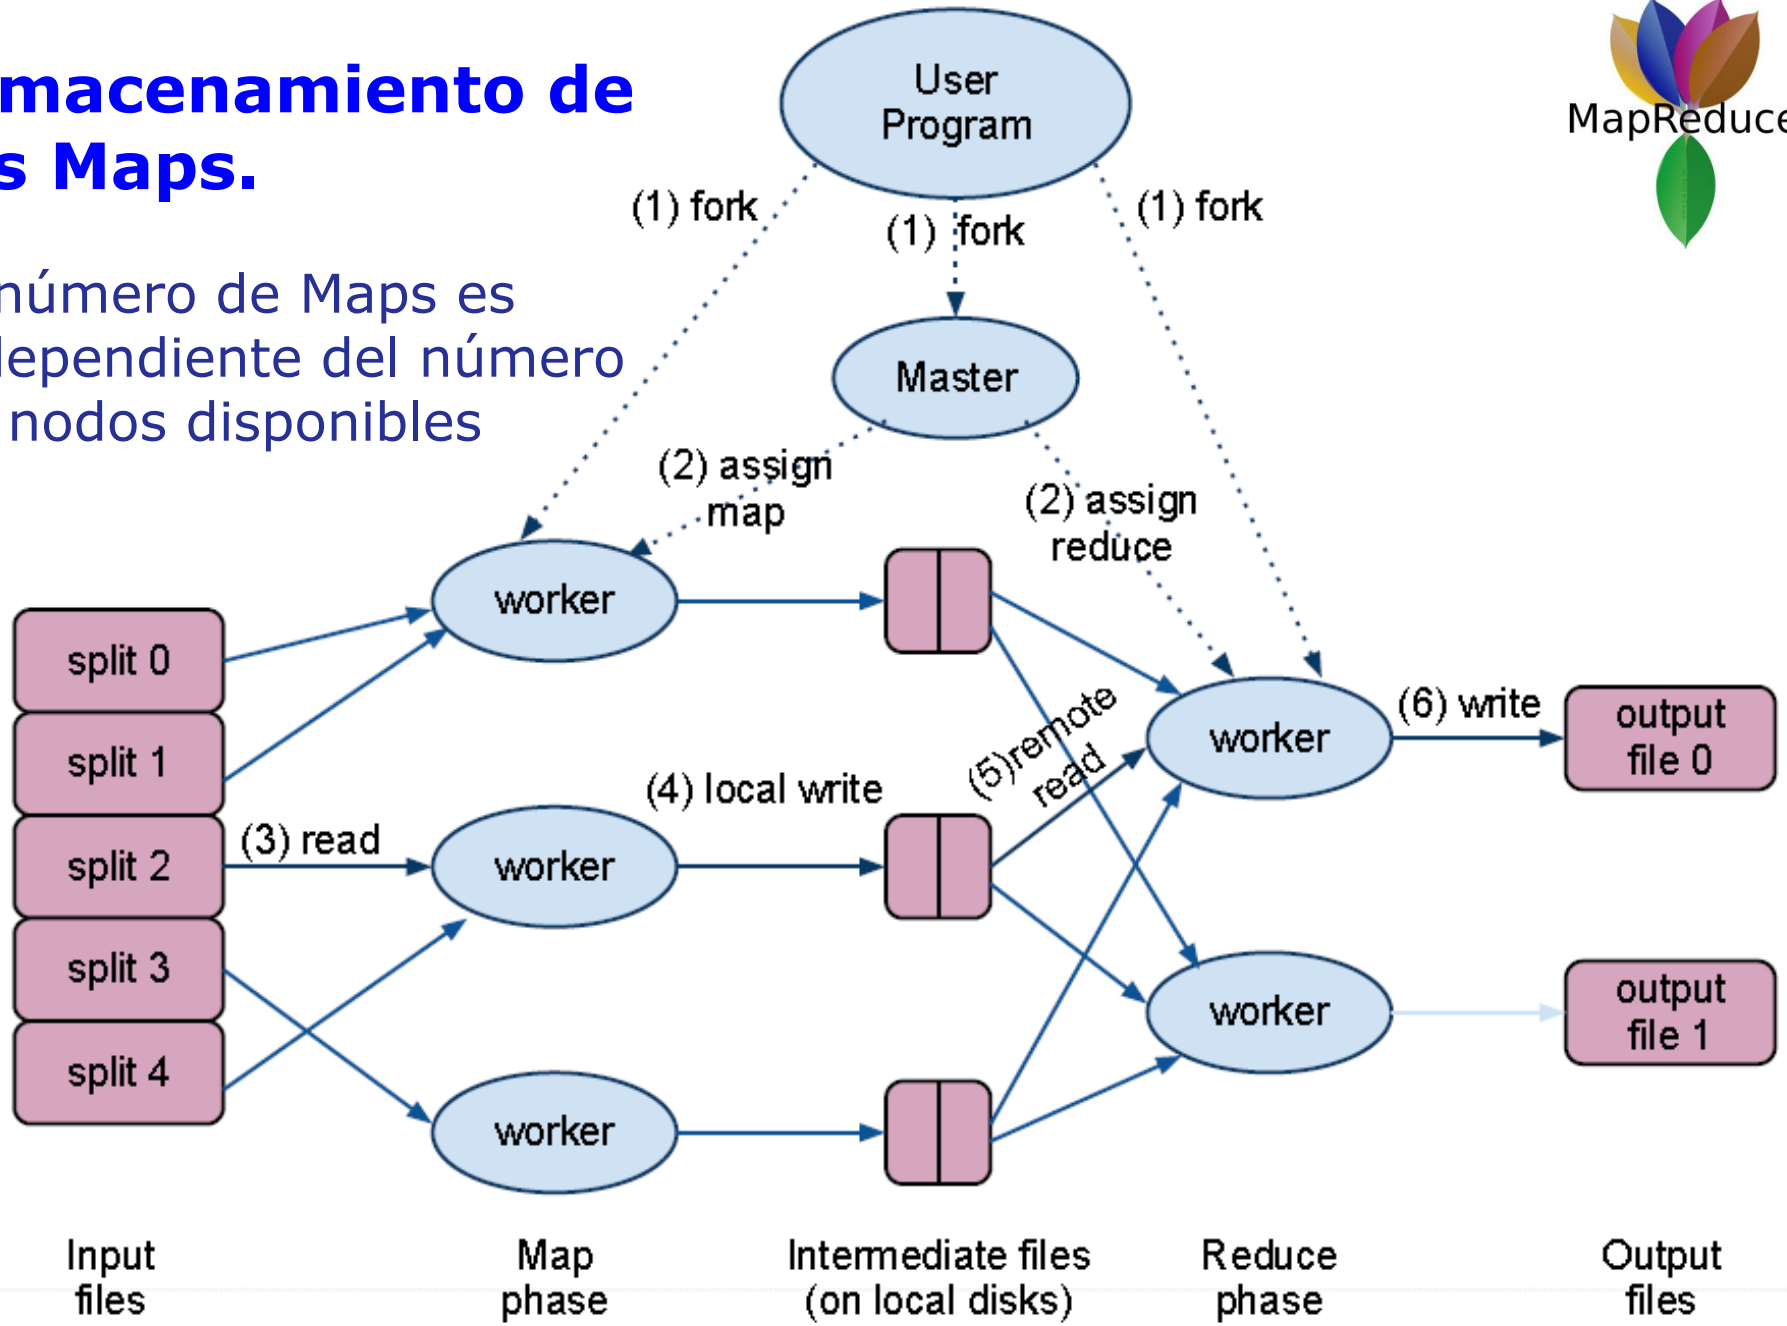 macenamiento de
s Maps.
número de Maps es
dependiente del número
nodos disponibles
MapReduce
User
Program
(1) fork
(1) fork
(1) fork
Master
(2) assign
map
(2) assign
reduce
worker
split 0
split 1
split 2
split 3
split 4
(3) read
worker
(4) local write
(5)remote
read
worker
(6) write
output
file 0
worker
output
file 1
worker
Input
files
Map
phase
Intermediate files
(on local disks)
Reduce
phase
Output
files